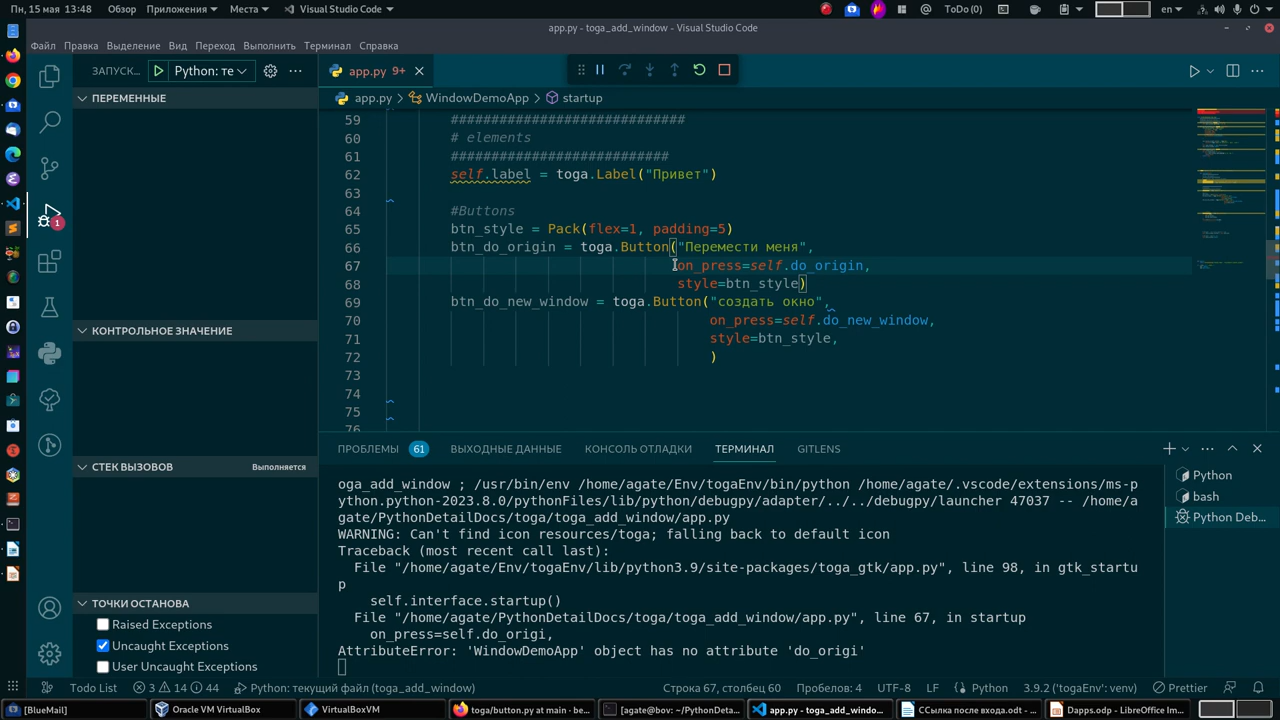 Пн, 15 мая 13:48 Обзор Приложения Места Visual Studio Code ToDo (0) en
app.py - toga_add_window - Visual Studio Code
Файл Правка Выделение Вид Переход Выполнить Терминал Справка
ЗАПУСК... Python: те
app.py 9+
ПЕРЕМЕННЫЕ
app.py > WindowDemoApp > startup
59 #############################
60 # elements
61 ###########################
62 self.label = toga.Label("Привет")
63
64 #Buttons
65 btn_style = Pack(flex=1, padding=5)
66 btn_do_origin = toga.Button("Перемести меня",
67 on_press=self.do_origin,
68 style=btn_style)
69 btn_do_new_window = toga.Button("создать окно",
70 on_press=self.do_new_window,
71 style=btn_style,
72 )
73
74
75
76
1
КОНТРОЛЬНОЕ ЗНАЧЕНИЕ
СТЕК ВЫЗОВОВ Выполняется
ТОЧКИ ОСТАНОВА
Raised Exceptions
Uncaught Exceptions
User Uncaught Exceptions
ПРОБЛЕМЫ 61 ВЫХОДНЫЕ ДАННЫЕ КОНСОЛЬ ОТЛАДКИ ТЕРМИНАЛ GITLENS
oga_add_window ; /usr/bin/env /home/agate/Env/togaEnv/bin/python /home/agate/.vscode/extensions/ms-p
ython.python-2023.8.0/pythonFiles/lib/python/debugpy/adapter/../../debugpy/launcher 47037 -- /home/a
gate/PythonDetailDocs/toga/toga_add_window/app.py
WARNING: Can't find icon resources/toga; falling back to default icon
Traceback (most recent call last):
File "/home/agate/Env/togaEnv/lib/python3.9/site-packages/toga_gtk/app.py", line 98, in gtk_startu
p
self.interface.startup()
File "/home/agate/PythonDetailDocs/toga/toga_add_window/app.py", line 67, in startup
on_press=self.do_origi,
AttributeError: 'WindowDemoApp' object has no attribute 'do_origi'
Python
bash
Python Deb...
Todo List 3 14 44 Python: текущий файл (toga_add_window) Строка 67, столбец 60 Пробелов: 4 UTF-8 LF Python 3.9.2 ('togaEnv': venv) Prettier
[BlueMail] Oracle VM VirtualBox VirtualBoxVM toga/button.py at main · be... [agate@bov: ~/PythonDetai... app.py - toga_add_windo... ССылка после входа.odt - ... Dapps.odp — LibreOffice Im...